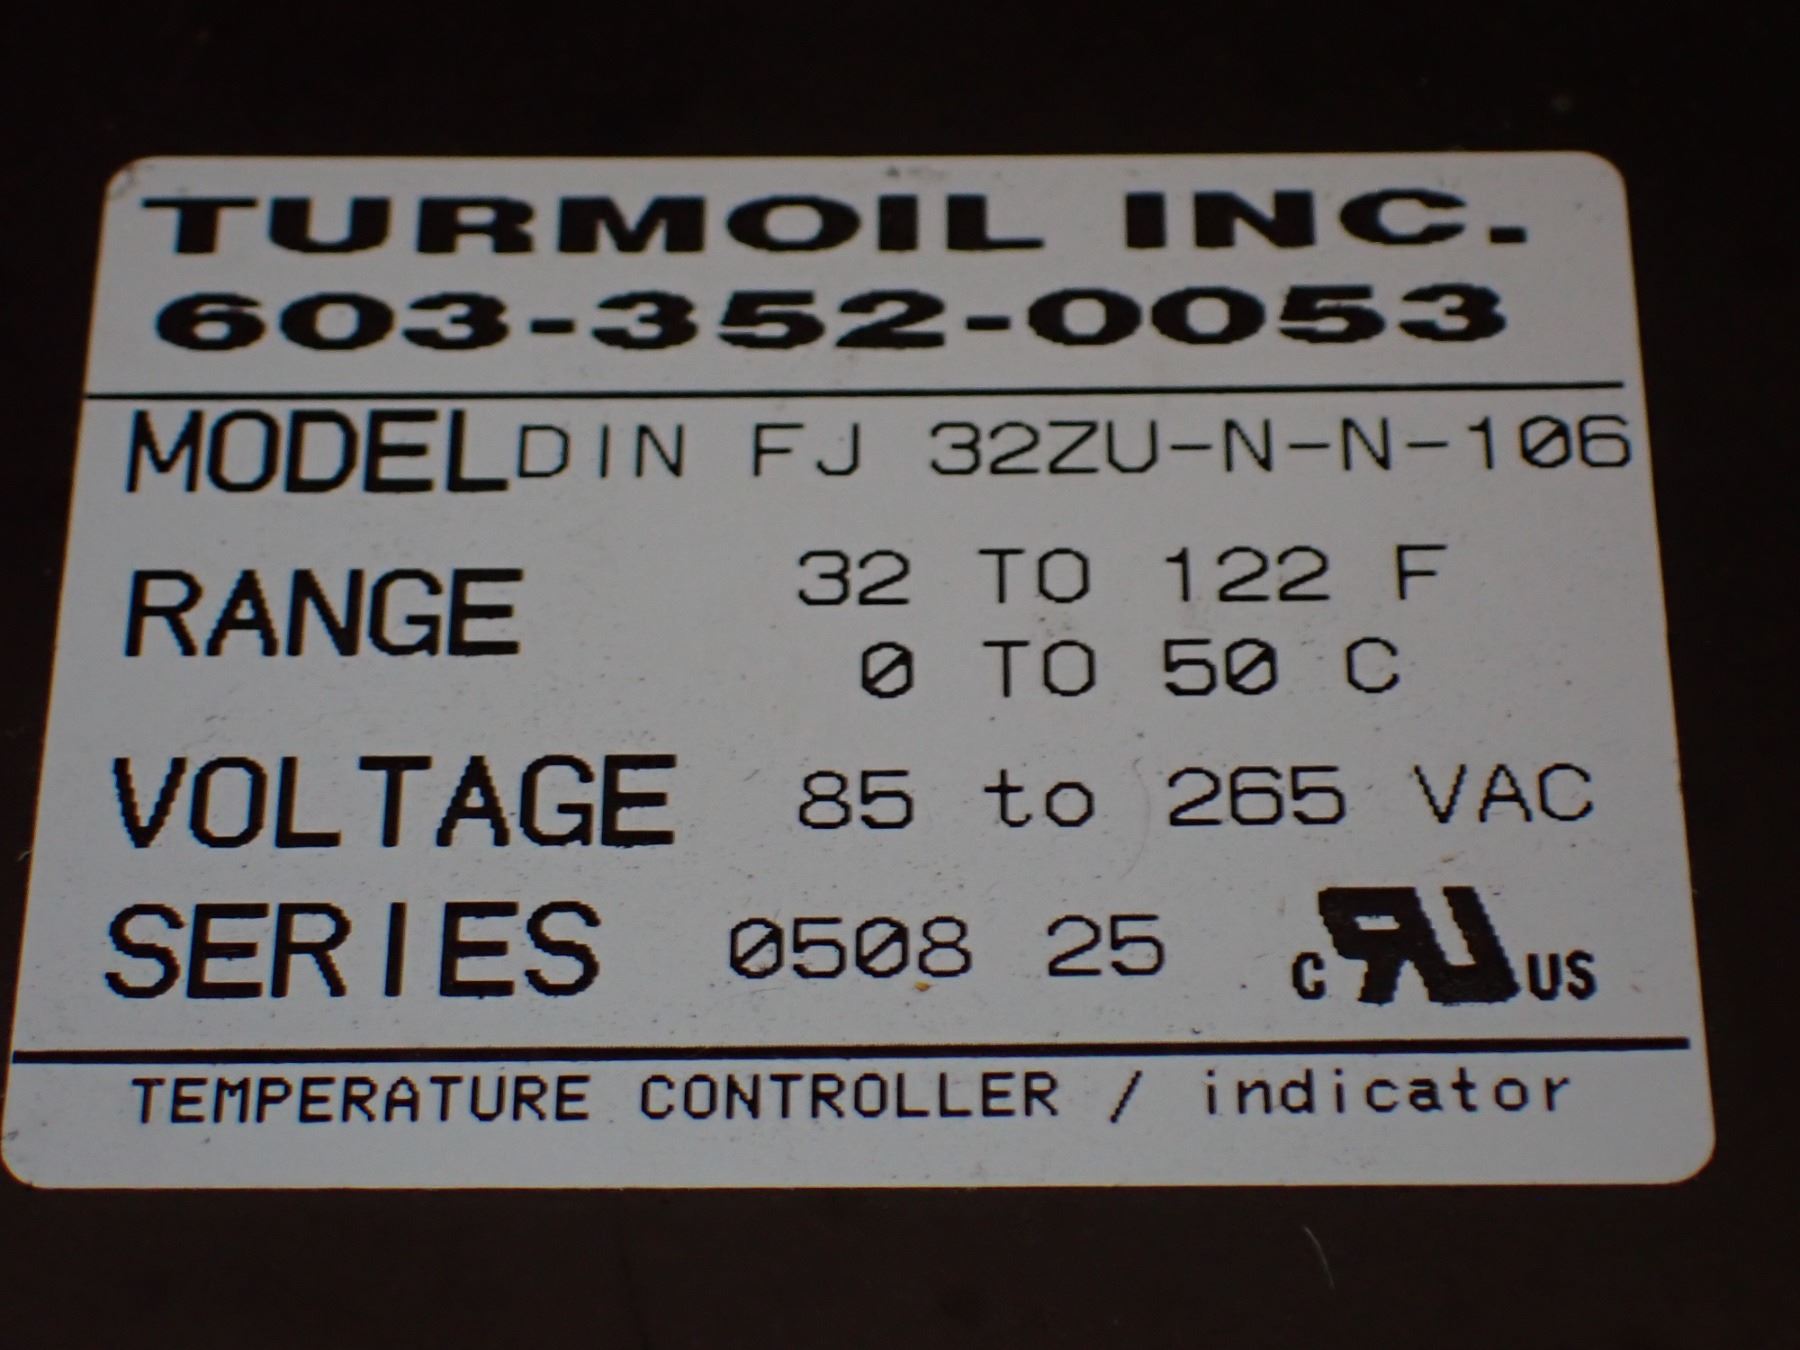 TURMOIL INC.
603-352-0053
MODEL DIN FJ 32ZU-N-N-106
RANGE 32 TO 122 F
0 TO 50 C
VOLTAGE 85 to 265 VAC
SERIES 0508 25 C RU US
TEMPERATURE CONTROLLER / indicator